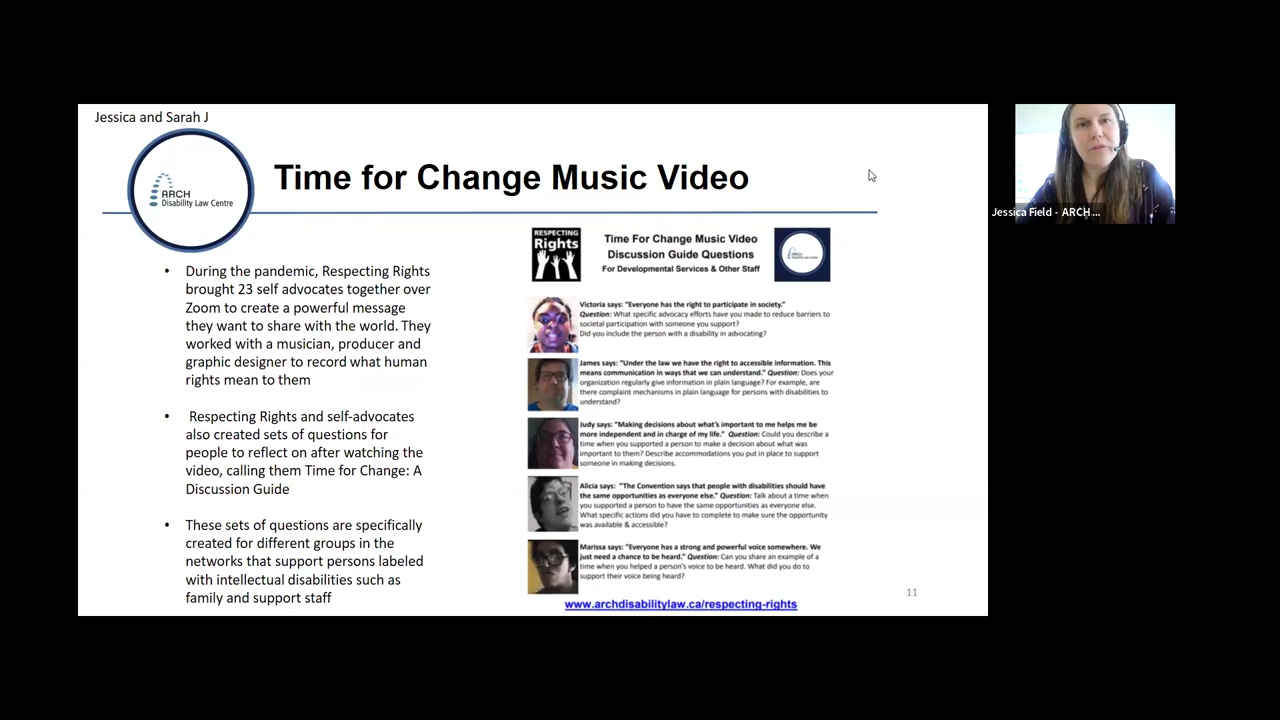 Jessica and Sarah J
ARCH
Disability Law Centre
Time for Change Music Video
• During the pandemic, Respecting Rights
brought 23 self advocates together over
Zoom to create a powerful message
they want to share with the world. They
worked with a musician, producer and
graphic designer to record what human
rights mean to them
• Respecting Rights and self-advocates
also created sets of questions for
people to reflect on after watching the
video, calling them Time for Change: A
Discussion Guide
• These sets of questions are specifically
created for different groups in the
networks that support persons labeled
with intellectual disabilities such as
family and support staff
RESPECTING
Rights
Time For Change Music Video
Discussion Guide Questions
For Developmental Services & Other Staff
Victoria says: “Everyone has the right to participate in society.”
Question: What specific advocacy efforts have you made to reduce barriers to
societal participation with someone you support?
Did you include the person with a disability in advocating?
James says: “Under the law we have the right to accessible information. This
means communication in ways that we can understand.” Question: Does your
organization regularly give information in plain language? For example, are
there complaint mechanisms in plain language for persons with disabilities to
understand?
Judy says: “Making decisions about what’s important to me helps me be
more independent and in charge of my life.” Question: Could you describe a
time when you supported a person to make a decision about what was
important to them? Describe accommodations you put in place to support
someone in making decisions.
Alicia says: “The Convention says that people with disabilities should have
the same opportunities as everyone else.” Question: Talk about a time when
you supported a person to have the same opportunities as everyone else.
What specific actions did you have to complete to make sure the opportunity
was available & accessible?
Marissa says: “Everyone has a strong and powerful voice somewhere. We
just need a chance to be heard.” Question: Can you share an example of a
time when you helped a person’s voice to be heard. What did you do to
support their voice being heard?
www.archdisabilitylaw.ca/respecting-rights
11
Jessica Field - ARCH ...